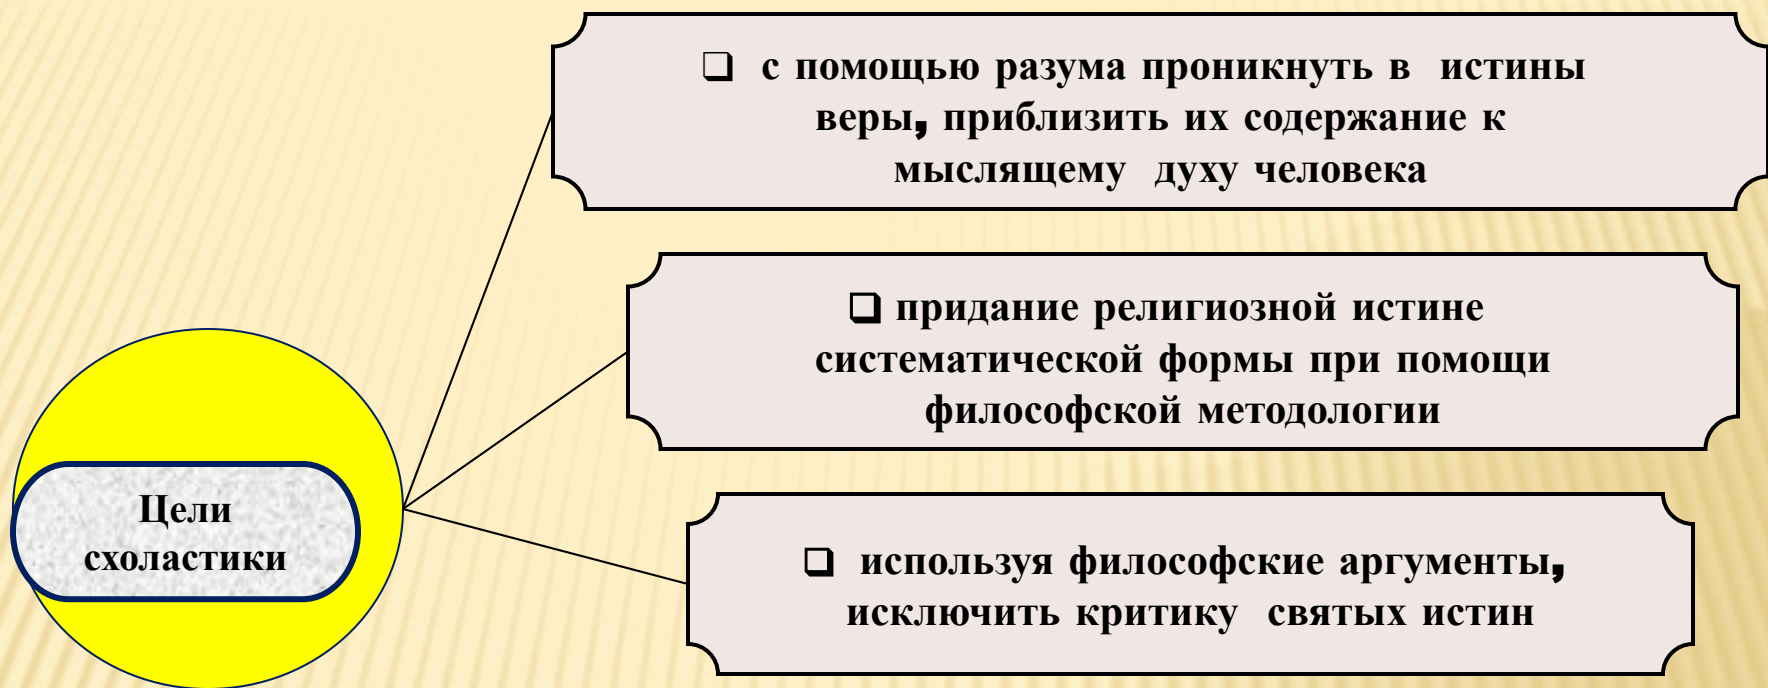 ❑ с помощью разума проникнуть в истины
веры, приблизить их содержание к
мыслящему духу человека
❑ придание религиозной истине
систематической формы при помощи
философской методологии
Цели
схоластики
❑ используя философские аргументы,
исключить критику святых истин